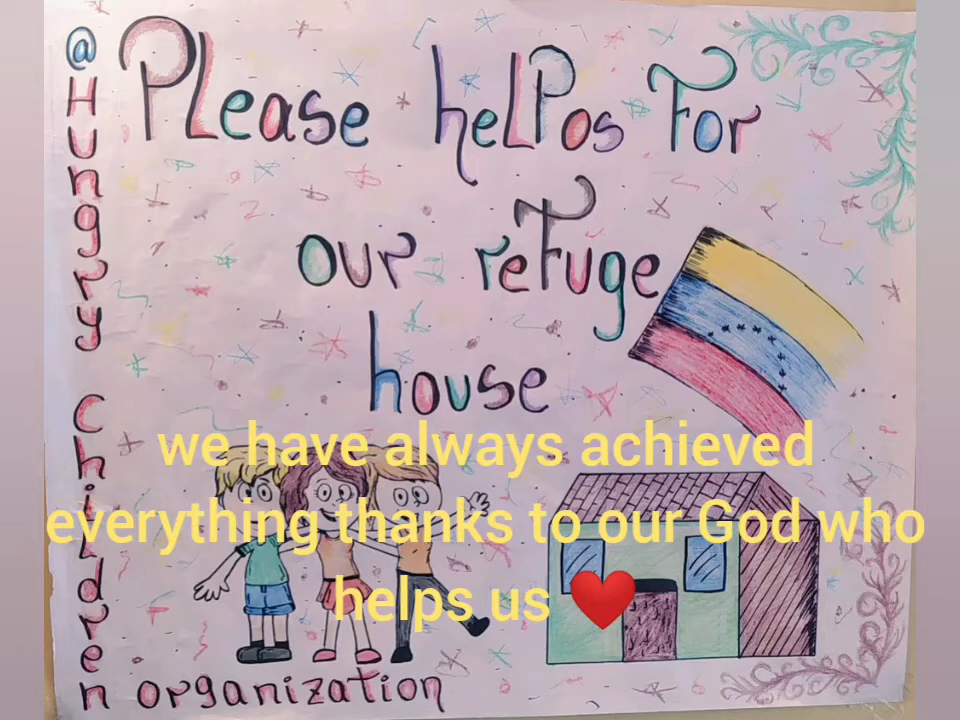 @Hungry Children organization
Please helpos For
our refuge
house
we have always achieved
everything thanks to our God who
helps us ❤️